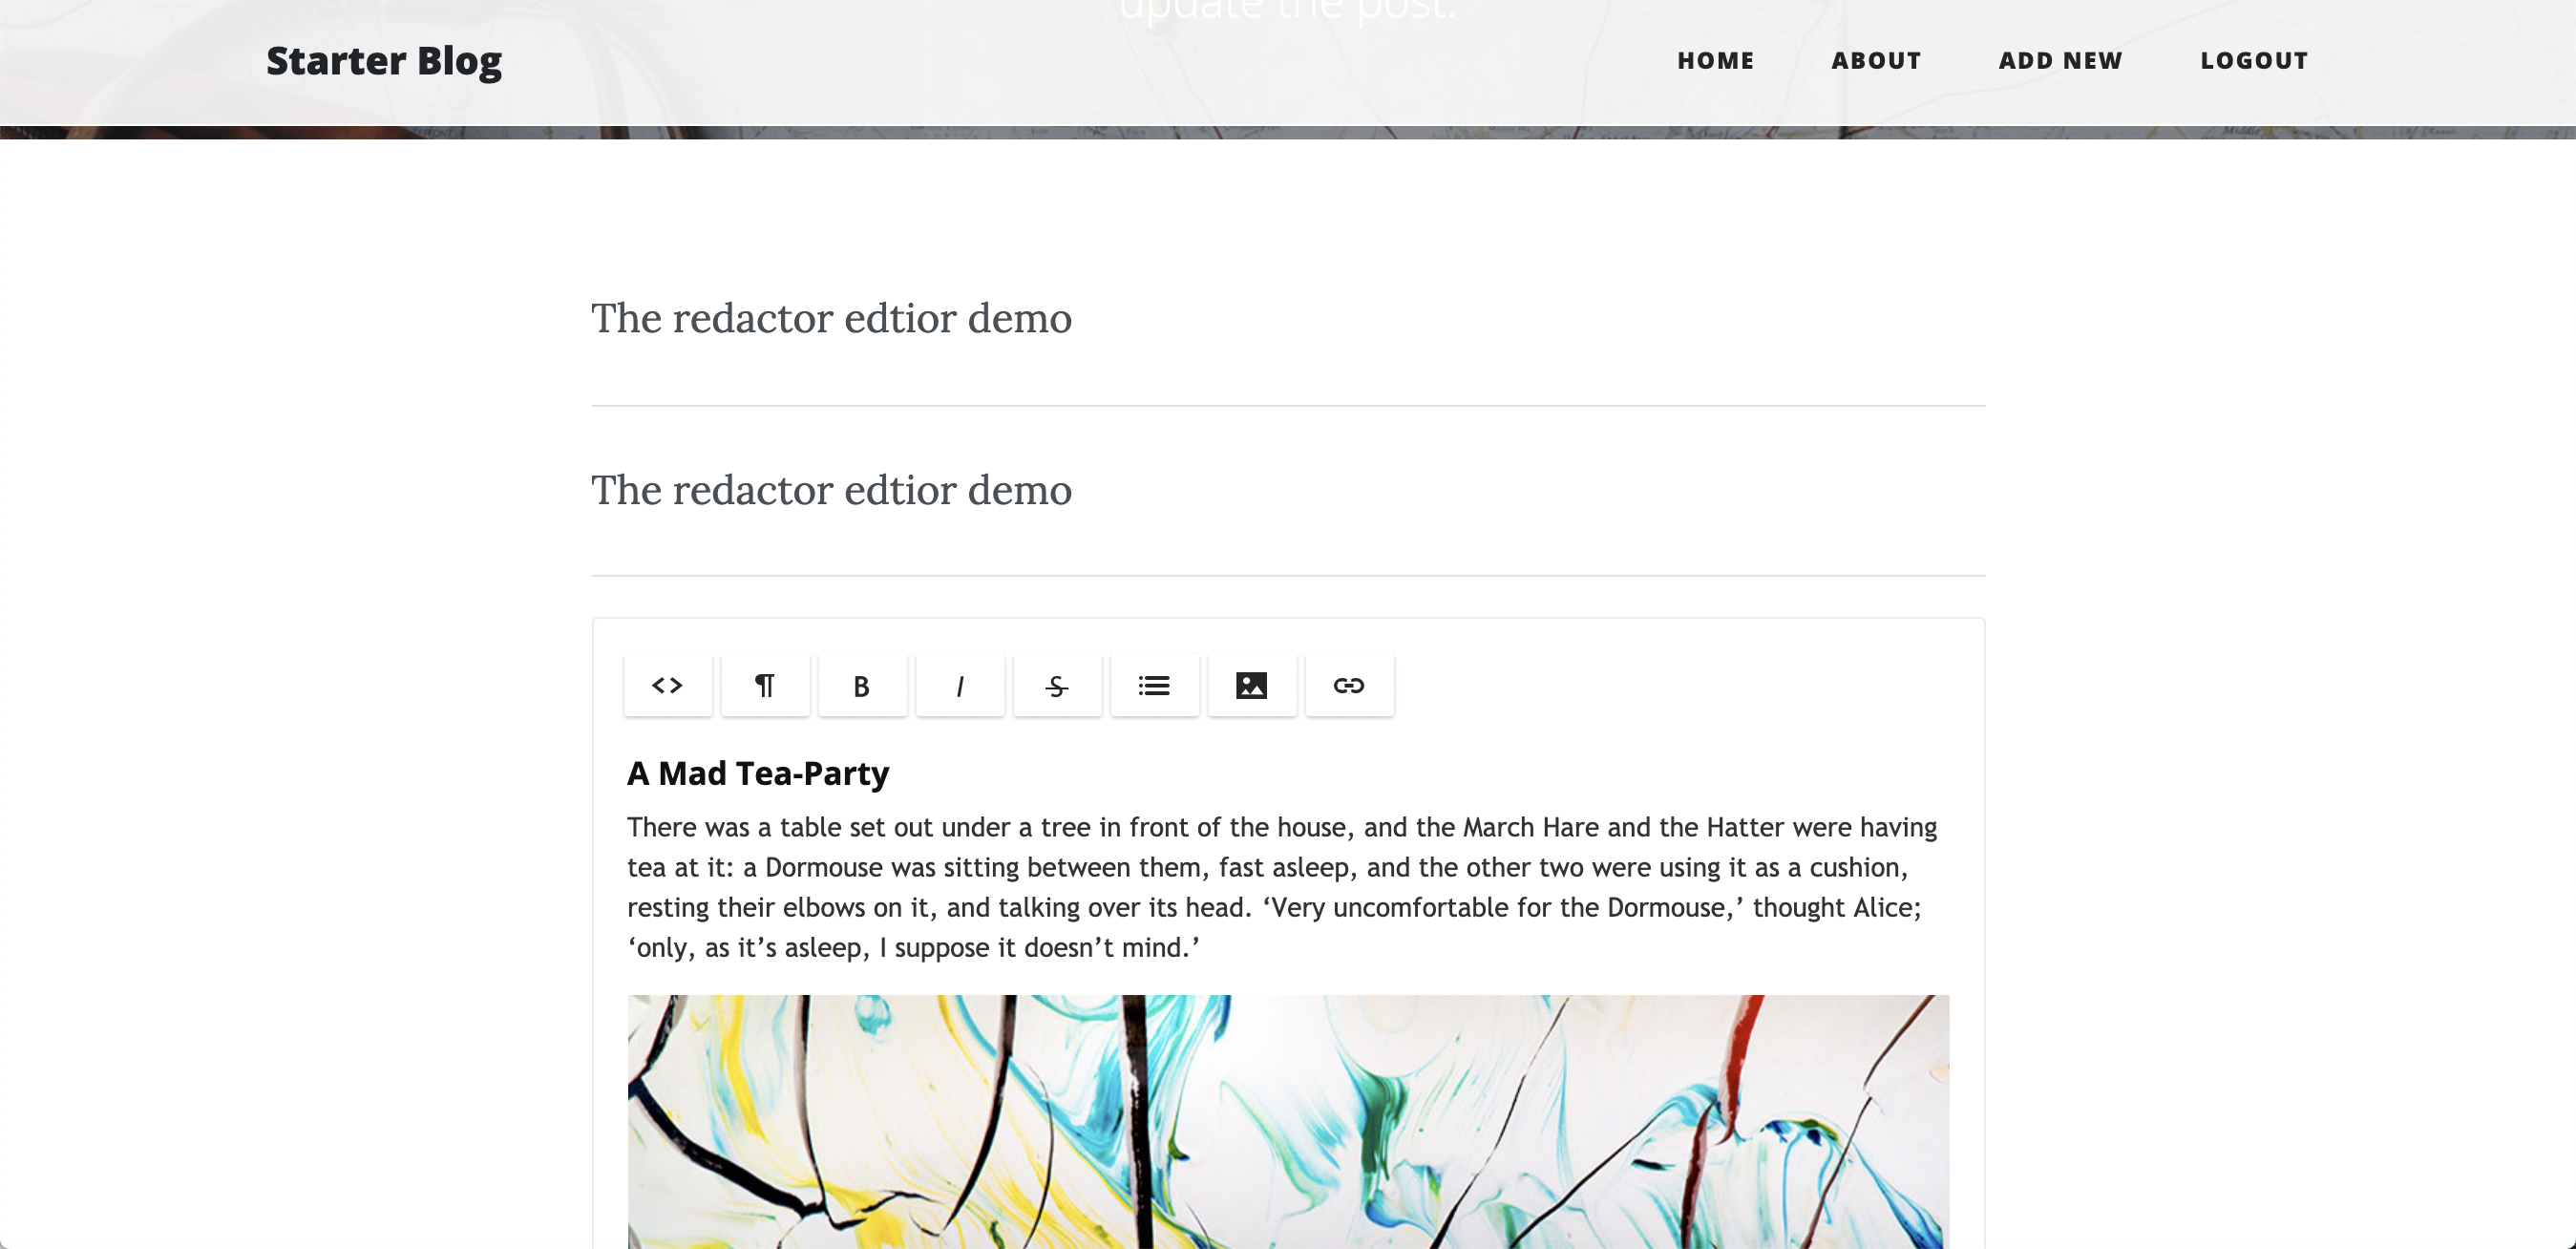 update the post.
Starter Blog
HOME ABOUT ADD NEW LOGOUT
The redactor edtior demo
The redactor edtior demo
B I S
A Mad Tea-Party
There was a table set out under a tree in front of the house, and the March Hare and the Hatter were having
tea at it: a Dormouse was sitting between them, fast asleep, and the other two were using it as a cushion,
resting their elbows on it, and talking over its head. ‘Very uncomfortable for the Dormouse,’ thought Alice;
‘only, as it’s asleep, I suppose it doesn’t mind.’